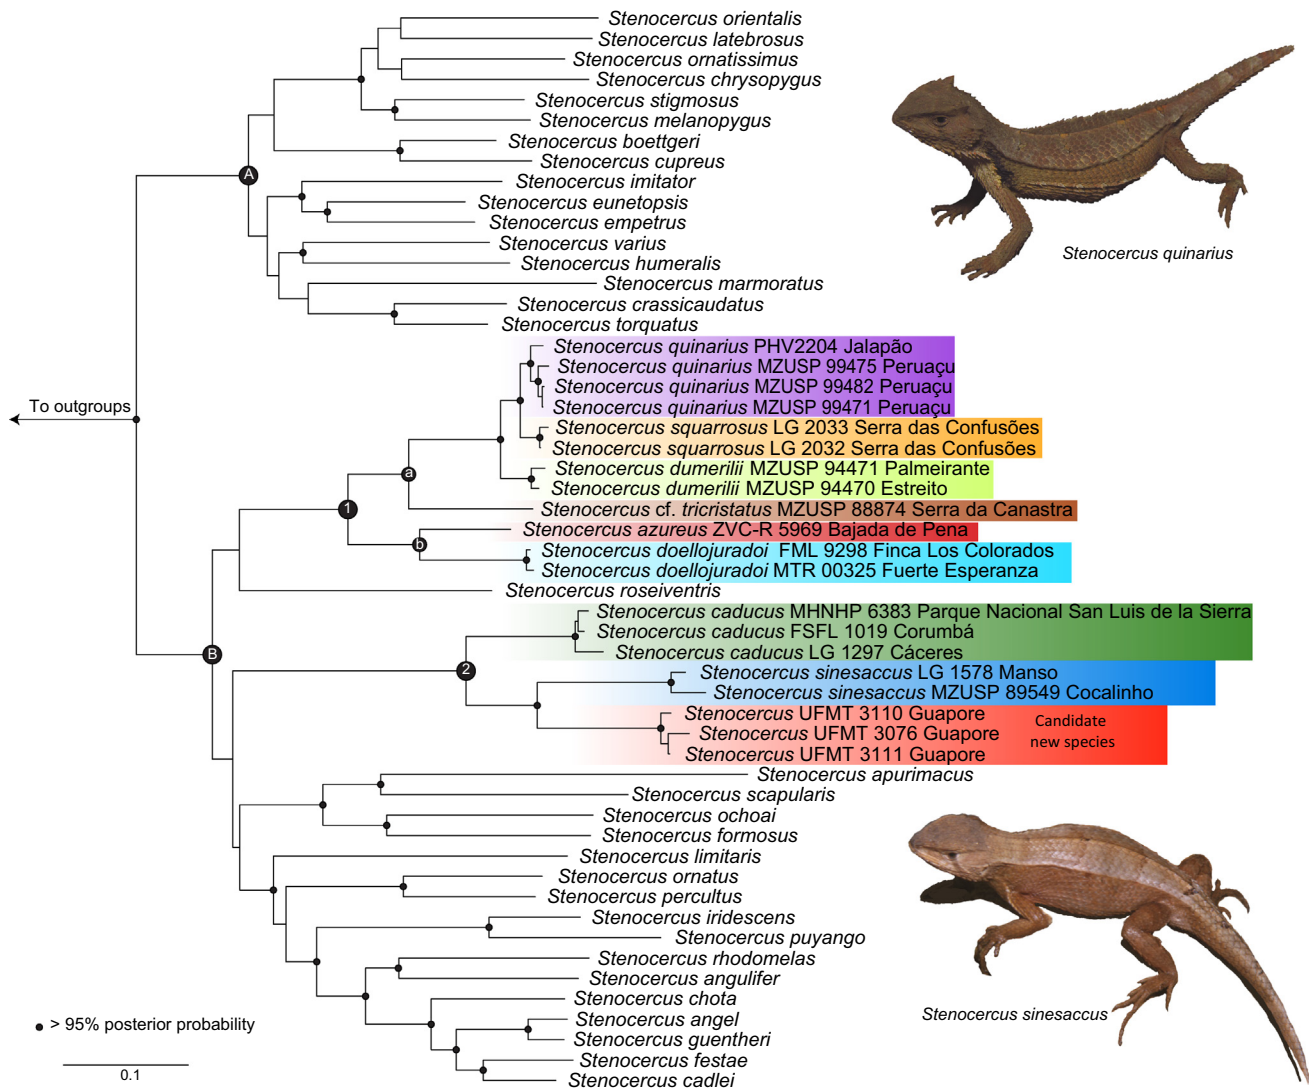 Stenocercus orientalis
Stenocercus latebrosus
Stenocercus ornatissimus
Stenocercus chrysopygus
Stenocercus stigmosus
Stenocercus melanopygus
Stenocercus boettgeri
Stenocercus cupreus
A
Stenocercus imitator
Stenocercus eunetopsis
Stenocercus empetrus
Stenocercus varius
Stenocercus humeralis
Stenocercus quinarius
Stenocercus marmoratus
Stenocercus crassicaudatus
Stenocercus torquatus
Stenocercus quinarius PHV2204 Jalapão
Stenocercus quinarius MZUSP 99475 Peruaçu
Stenocercus quinarius MZUSP 99482 Peruaçu
Stenocercus quinarius MZUSP 99471 Peruaçu
To outgroups
Stenocercus squarrosus LG 2033 Serra das Confusões
Stenocercus squarrosus LG 2032 Serra das Confusões
Stenocercus dumerilii MZUSP 94471 Palmeirante
a
Stenocercus dumerilii MZUSP 94470 Estreito
1
Stenocercus cf. tricristatus MZUSP 88874 Serra da Canastra
Stenocercus azureus ZVC-R 5969 Bajada de Pena
b
Stenocercus doellojuradoi FML 9298 Finca Los Colorados
Stenocercus doellojuradoi MTR 00325 Fuerte Esperanza
Stenocercus roseiventris
Stenocercus caducus MHNHP 6383 Parque Nacional San Luis de la Sierra
Stenocercus caducus FSFL 1019 Corumbá
Stenocercus caducus LG 1297 Cáceres
B
2
Stenocercus sinesaccus LG 1578 Manso
Stenocercus sinesaccus MZUSP 89549 Cocalinho
Stenocercus UFMT 3110 Guapore
Stenocercus UFMT 3076 Guapore
Stenocercus UFMT 3111 Guapore
Candidate
new species
Stenocercus apurimacus
Stenocercus scapularis
Stenocercus ochoai
Stenocercus formosus
Stenocercus limitaris
Stenocercus ornatus
Stenocercus percultus
Stenocercus iridescens
Stenocercus puyango
Stenocercus rhodomelas
Stenocercus angulifer
Stenocercus chota
Stenocercus angel
Stenocercus guentheri
Stenocercus festae
Stenocercus cadlei
Stenocercus sinesaccus
> 95% posterior probability
0.1